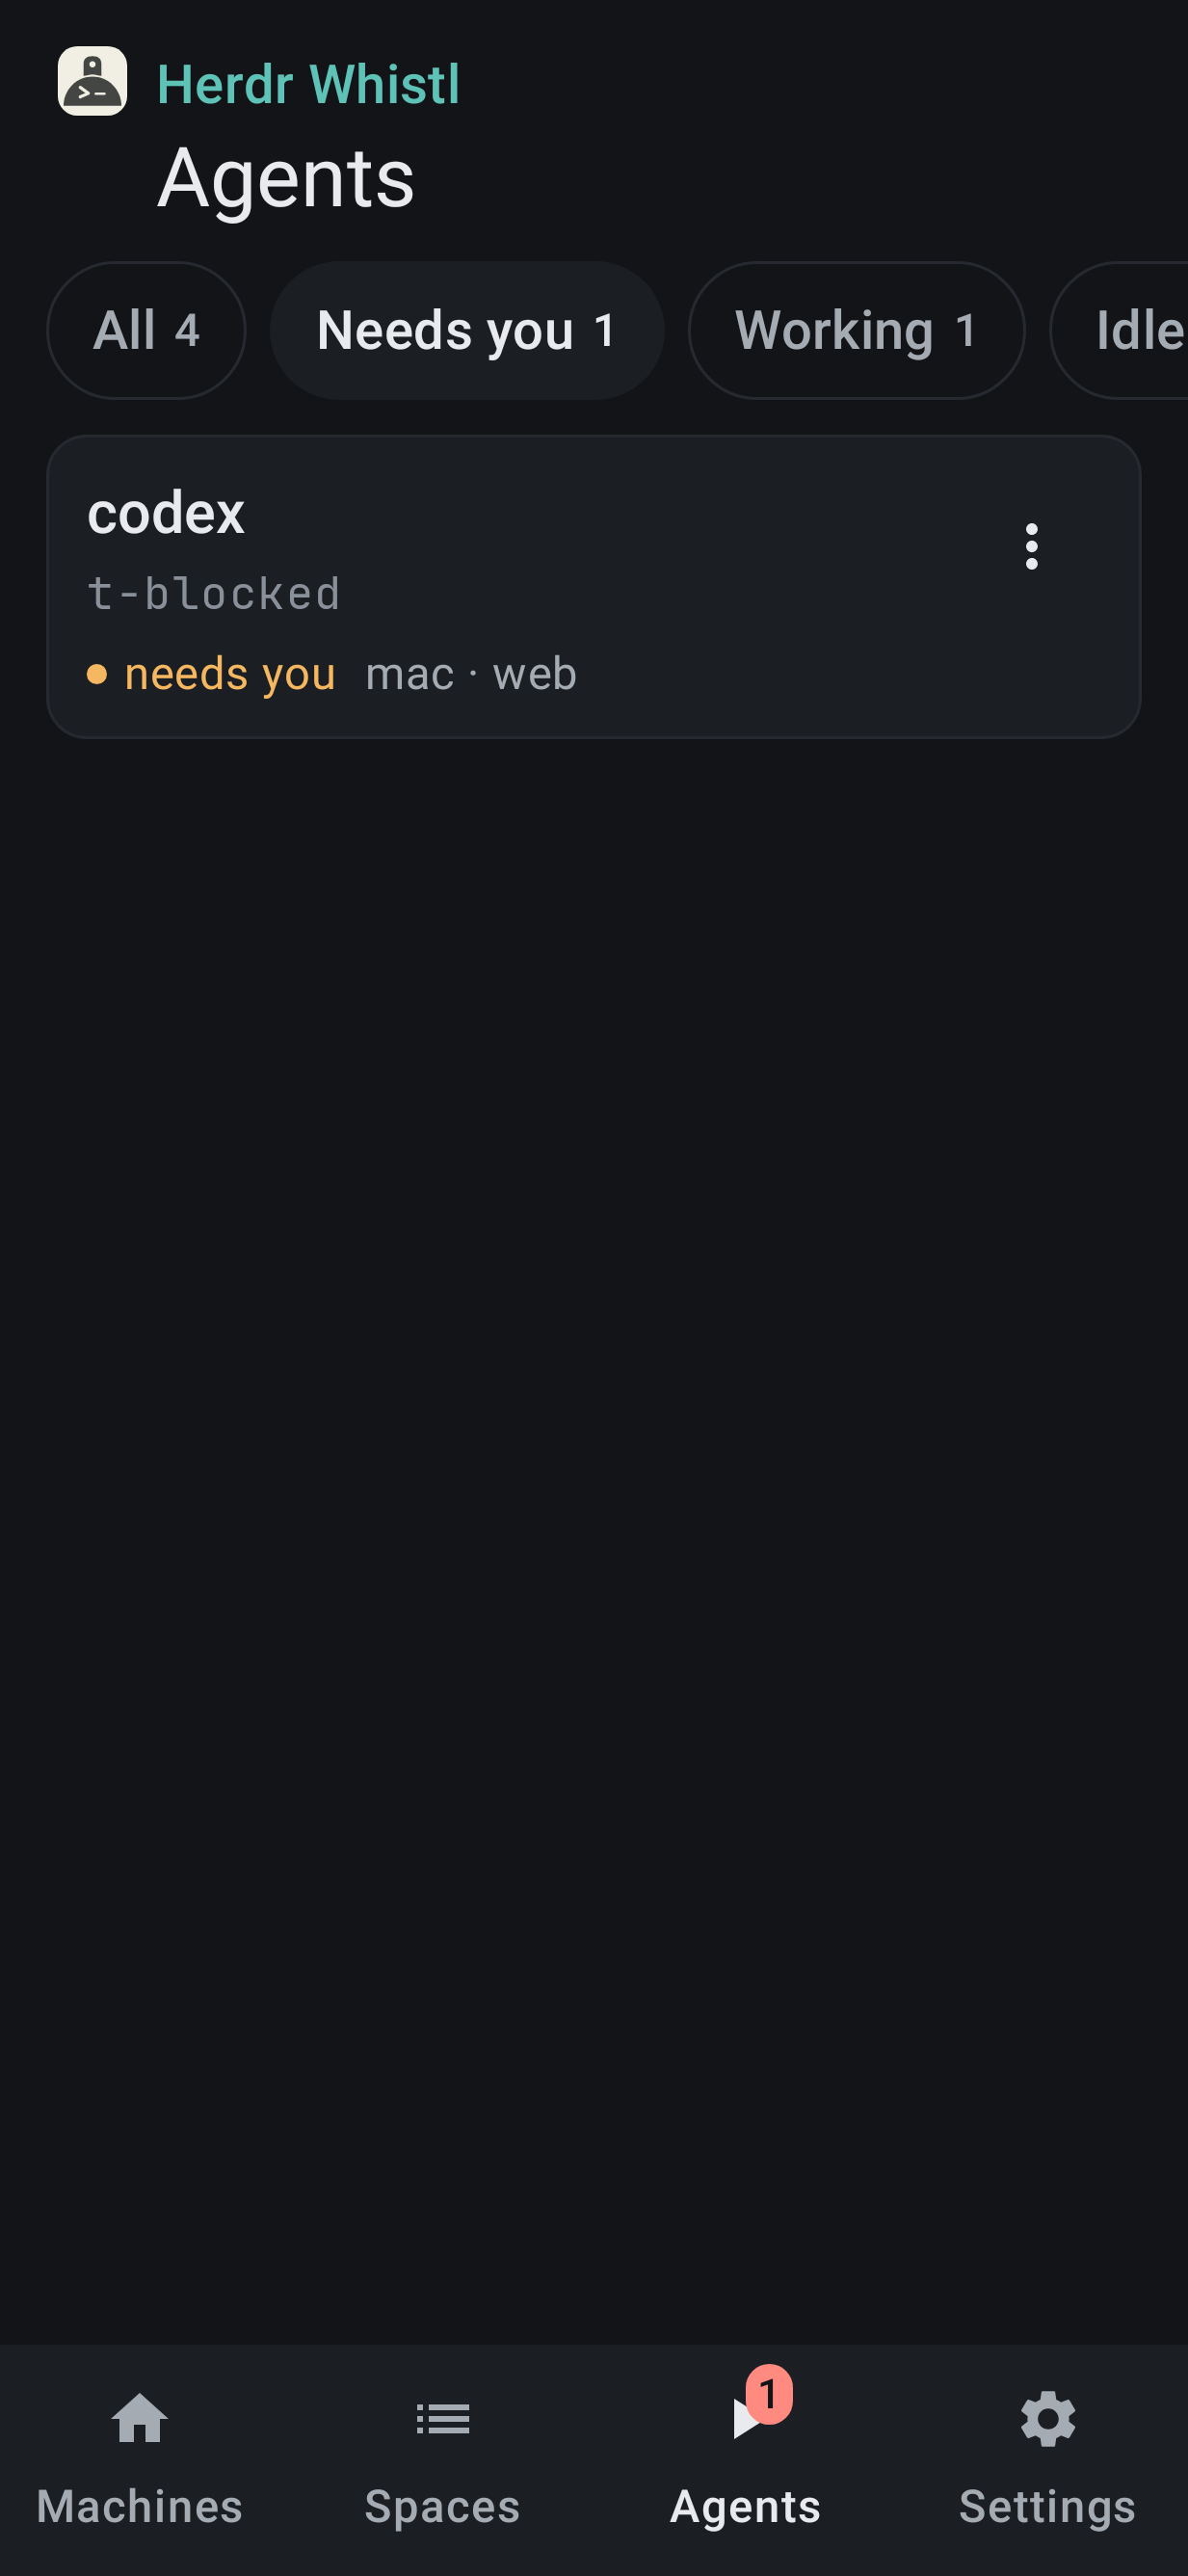 Herdr Whistl
Agents
All 4 Needs you 1 Working 1 Idle
codex
t-blocked
needs you mac · web
1
Machines Spaces Agents Settings